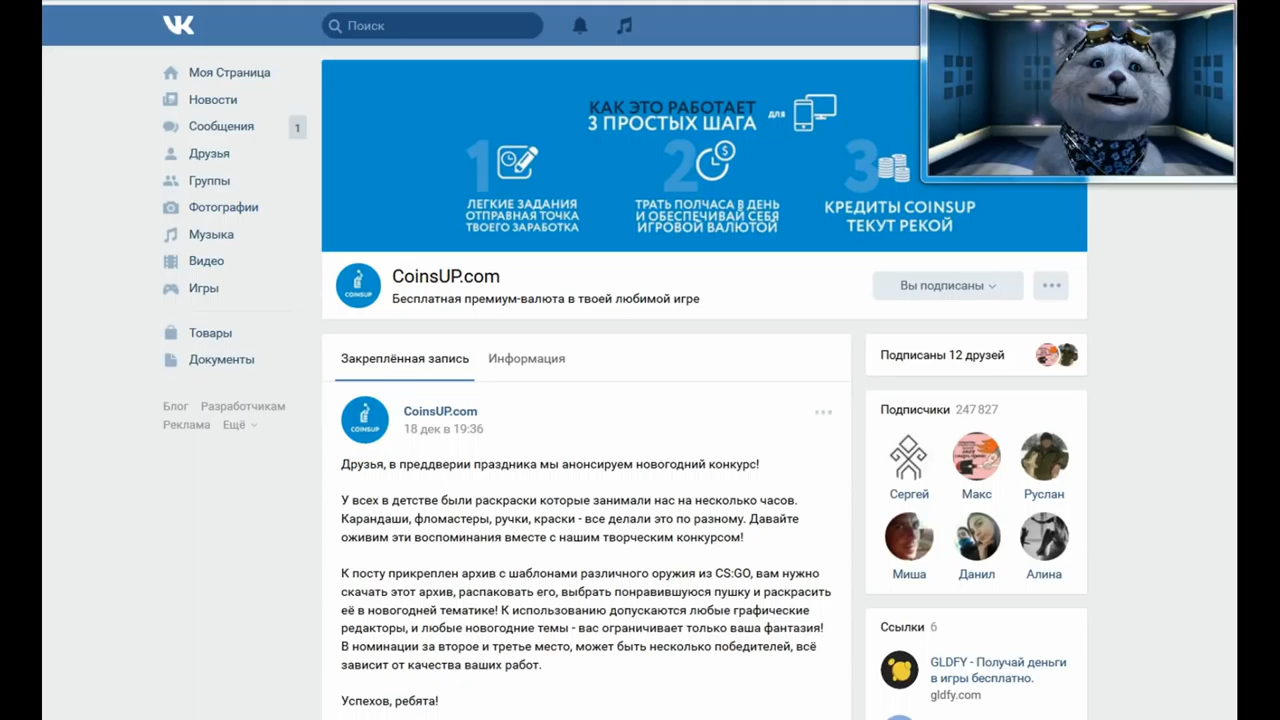 Поиск
Моя Страница
Новости
Сообщения
1
Друзья
Группы
Фотографии
Музыка
Видео
Игры
Товары
Документы
Блог Разработчикам
Реклама Ещё
КАК ЭТО РАБОТАЕТ
3 ПРОСТЫХ ШАГА
для
1
ЛЕГКИЕ ЗАДАНИЯ
ОТПРАВНАЯ ТОЧКА
ТВОЕГО ЗАРАБОТКА
2
ТРАТЬ ПОЛЧАСА В ДЕНЬ
И ОБЕСПЕЧИВАЙ СЕБЯ
ИГРОВОЙ ВАЛЮТОЙ
3
КРЕДИТЫ COINSUP
ТЕКУТ РЕКОЙ
COINSUP
CoinsUP.com
Бесплатная премиум-валюта в твоей любимой игре
Вы подписаны
Закреплённая запись Информация
COINSUP
CoinsUP.com
18 дек в 19:36
Друзья, в преддверии праздника мы анонсируем новогодний конкурс!
У всех в детстве были раскраски которые занимали нас на несколько часов.
Карандаши, фломастеры, ручки, краски - все делали это по разному. Давайте
оживим эти воспоминания вместе с нашим творческим конкурсом!
К посту прикреплен архив с шаблонами различного оружия из CS:GO, вам нужно
скачать этот архив, распаковать его, выбрать понравившуюся пушку и раскрасить
её в новогодней тематике! К использованию допускаются любые графические
редакторы, и любые новогодние темы - вас ограничивает только ваша фантазия!
В номинации за второе и третье место, может быть несколько победителей, всё
зависит от качества ваших работ.
Успехов, ребята!
Подписаны 12 друзей
Подписчики 247 827
Сергей Макс Руслан
Миша Данил Алина
Ссылки 6
GLDFY - Получай деньги
в игры бесплатно.
gldfy.com